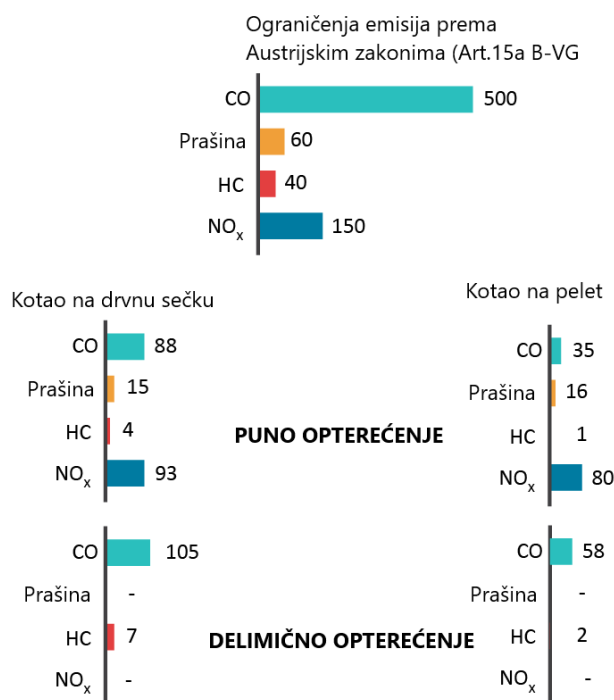 Ograničenja emisija prema
Austrijskim zakonima (Art.15a B-VG
CO 500
Prašina 60
HC 40
NOx 150
Kotao na drvnu sečku
CO 88
Prašina 15
HC 4
NOx 93
Kotao na pelet
CO 35
Prašina 16
HC 1
NOx 80
PUNO OPTEREĆENJE
CO 105
Prašina -
HC 7
NOx -
CO 58
Prašina -
HC 2
NOx -
DELIMIČNO OPTEREĆENJE